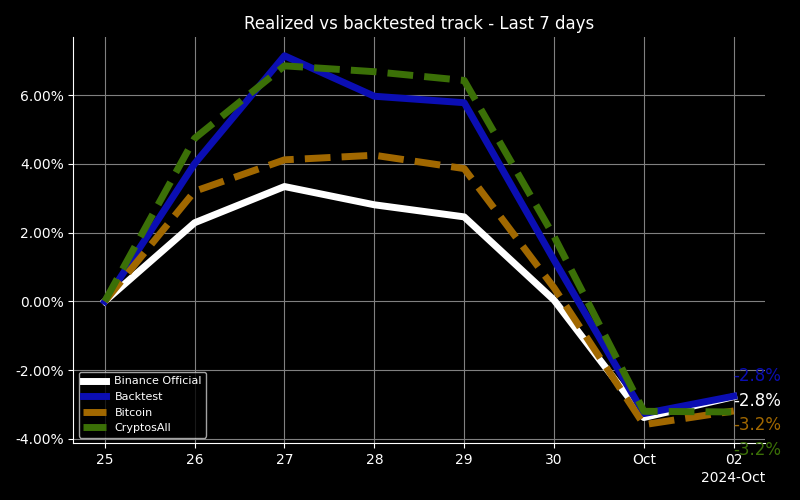 Realized vs backtested track - Last 7 days
6.00%
4.00%
2.00%
0.00%
-2.00%
-4.00%
Binance Official
Backtest
Bitcoin
CryptosAll
-2.8%
-2.8%
-3.2%
-3.2%
25 26 27 28 29 30 Oct 02
2024-Oct